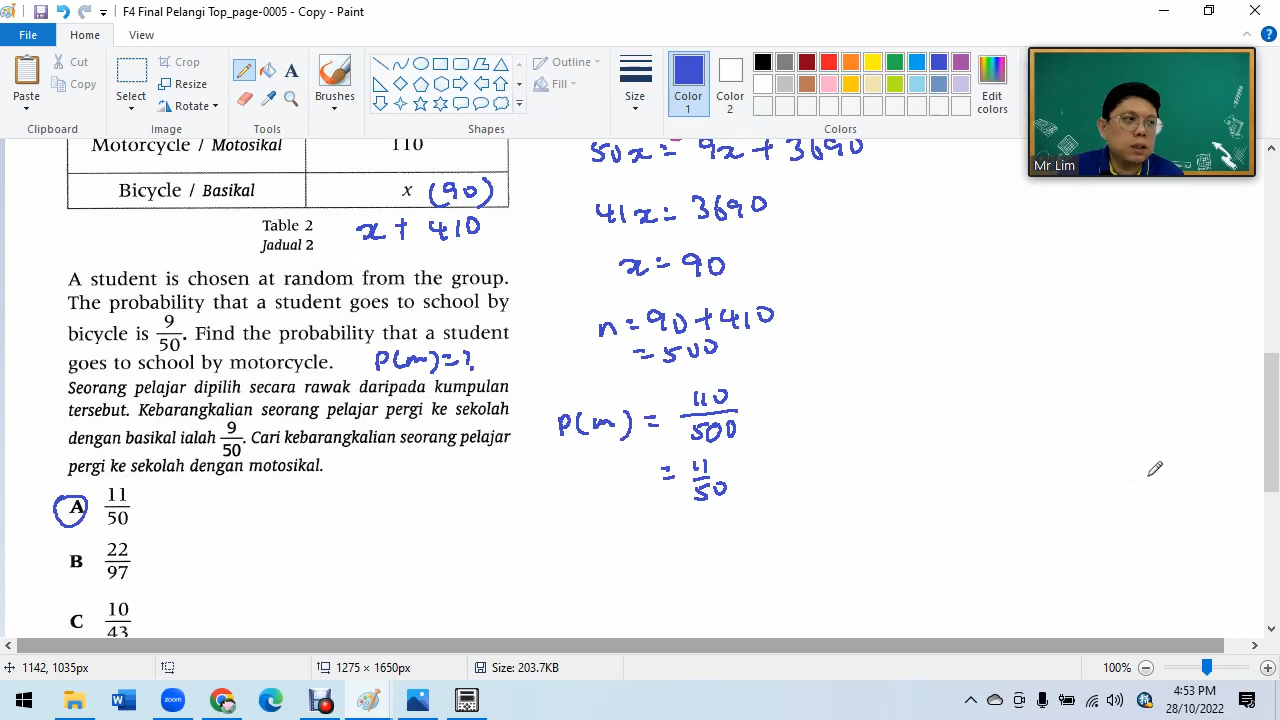 F4 Final Pelangi Top_page-0005 - Copy - Paint
File Home View
Paste
Cut
Copy
Clipboard
Select
Crop
Resize
Rotate
Image
Tools
Brushes
Shapes
Outline
Fill
Size
Color 1
Color 2
Edit colors
Colors
Mr Lim
Motorcycle / Motosikal 110
Bicycle / Basikal x (90)
Table 2
Jadual 2
x + 410
A student is chosen at random from the group.
The probability that a student goes to school by
bicycle is 9/50. Find the probability that a student
goes to school by motorcycle. P(m)=?
Seorang pelajar dipilih secara rawak daripada kumpulan
tersebut. Kebarangkalian seorang pelajar pergi ke sekolah
dengan basikal ialah 9/50. Cari kebarangkalian seorang pelajar
pergi ke sekolah dengan motosikal.
A 11/50
B 22/97
C 10/43
50x = 9x + 3690
41x = 3690
x = 90
n = 90 + 410
= 500
P(m) = 110/500
= 11/50
1142, 1035px
1275 × 1650px
Size: 203.7KB
100%
zoom
4:53 PM
28/10/2022